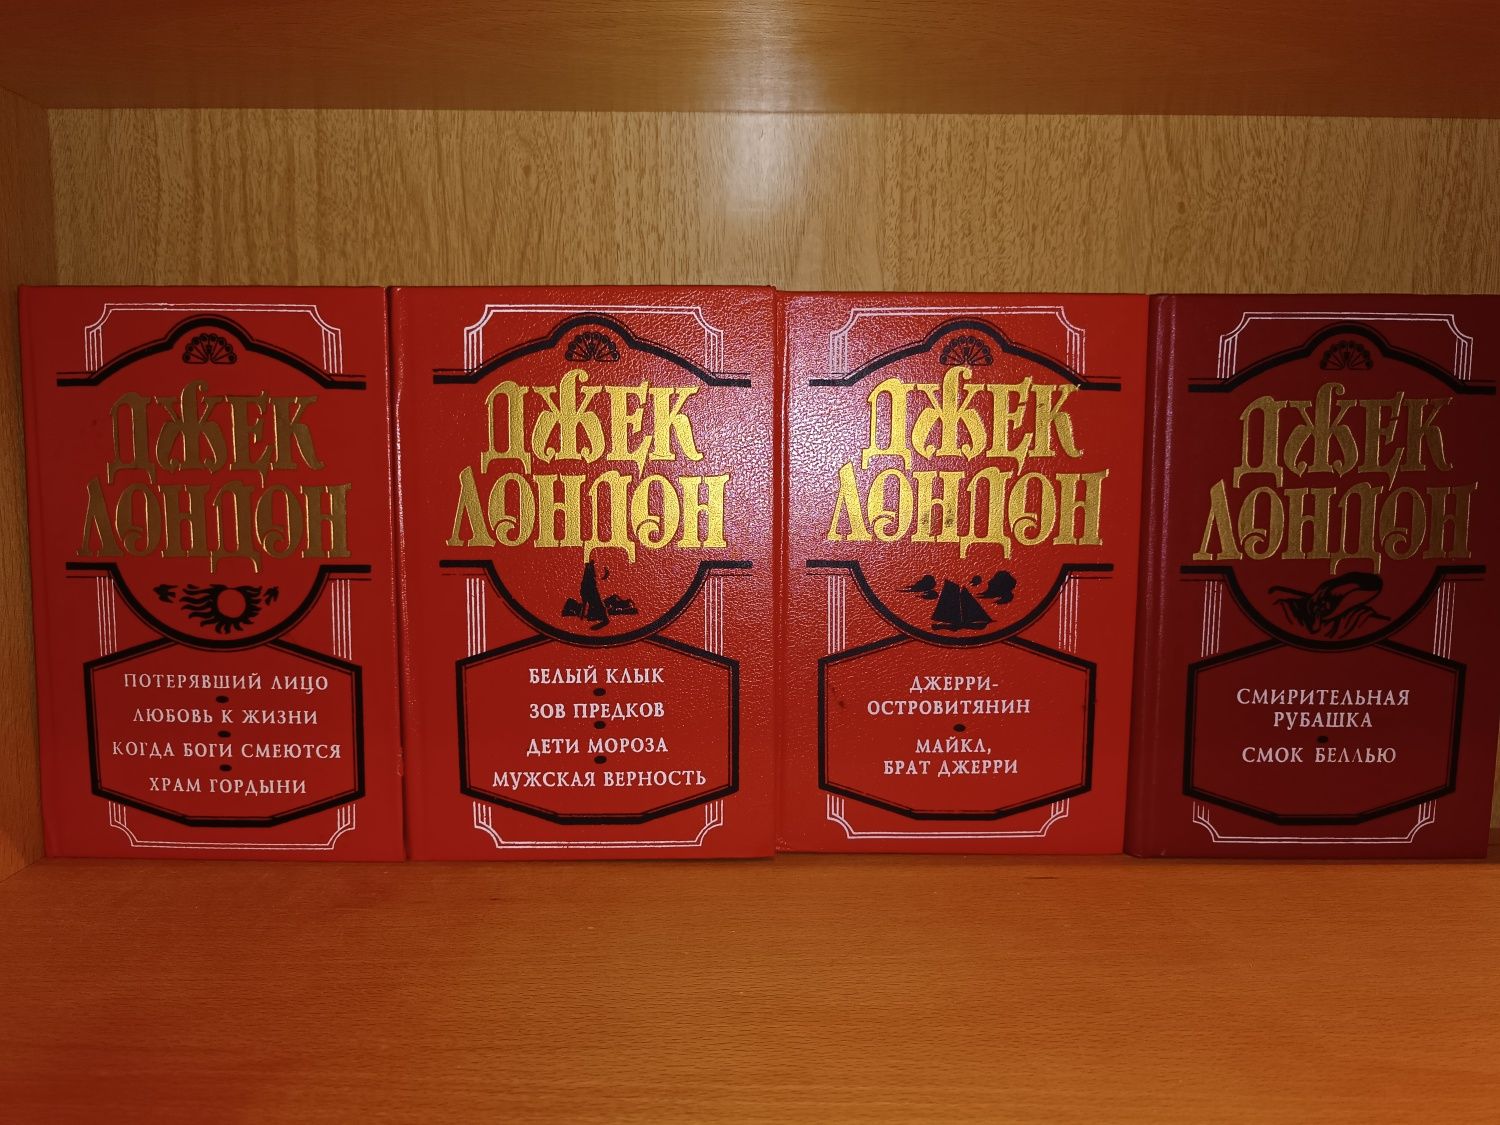 ДЖЕК
ЛОНДОН
ПОТЕРЯВШИЙ ЛИЦО
ЛЮБОВЬ К ЖИЗНИ
КОГДА БОГИ СМЕЮТСЯ
ХРАМ ГОРДЫНИ
ДЖЕК
ЛОНДОН
БЕЛЫЙ КЛЫК
ЗОВ ПРЕДКОВ
ДЕТИ МОРОЗА
МУЖСКАЯ ВЕРНОСТЬ
ДЖЕК
ЛОНДОН
ДЖЕРРИ-
ОСТРОВИТЯНИН
МАЙКЛ,
БРАТ ДЖЕРРИ
ДЖЕК
ЛОНДОН
СМИРИТЕЛЬНАЯ
РУБАШКА
СМОК БЕЛЛЬЮ